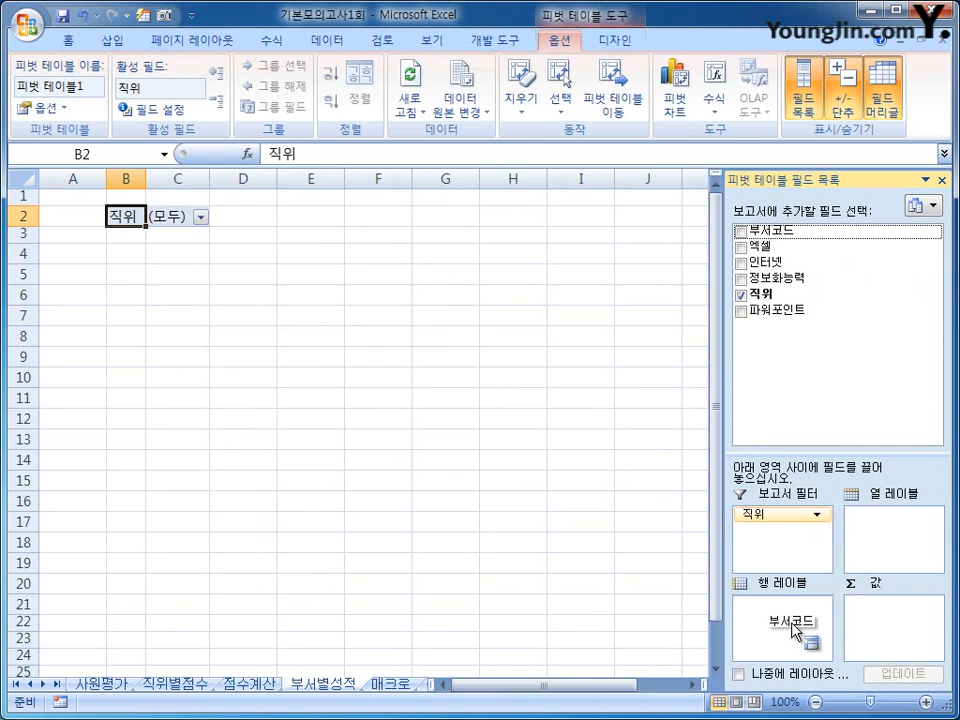 기본모의고사1회 - Microsoft Excel
피벗 테이블 도구
YoungJin.com Y.
홈 삽입 페이지 레이아웃 수식 데이터 검토 보기 개발 도구 옵션 디자인
피벗 테이블 이름:
피벗 테이블1
옵션
피벗 테이블
활성 필드:
직위
필드 설정
활성 필드
그룹 선택
그룹 해제
그룹 필드
그룹
정렬
정렬
새로 고침
데이터 원본 변경
데이터
지우기
선택
피벗 테이블 이동
동작
피벗 차트
수식
OLAP 도구
도구
필드 목록
+/- 단추
필드 머리글
표시/숨기기
B2 fx 직위
A B C D E F G H I J
1
2 직위 (모두)
3
4
5
6
7
8
9
10
11
12
13
14
15
16
17
18
19
20
21
22
23
24
25
피벗 테이블 필드 목록
보고서에 추가할 필드 선택:
부서코드
엑셀
인터넷
정보화능력
직위
파워포인트
아래 영역 사이에 필드를 끌어
놓으십시오.
보고서 필터 열 레이블
직위
행 레이블 Σ 값
부서코드
나중에 레이아웃 ... 업데이트
사원평가 직위별점수 점수계산 부서별성적 매크로
준비 100%